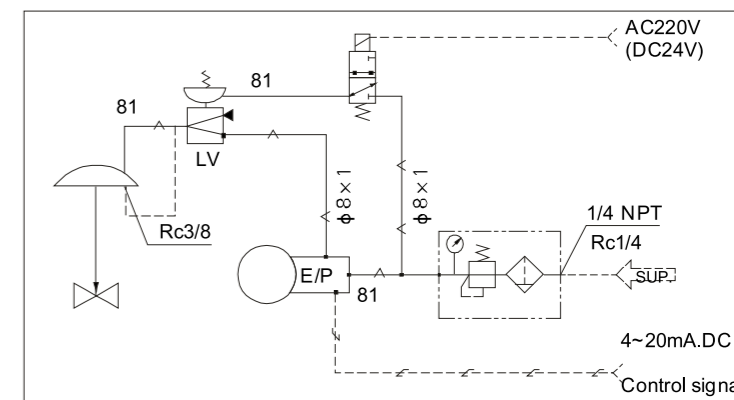 AC220V
(DC24V)
81
81
LV
ϕ8×1
ϕ8×1
Rc3/8
1/4 NPT
Rc1/4
E/P
SUP.
81
4~20mA.DC
Control signa